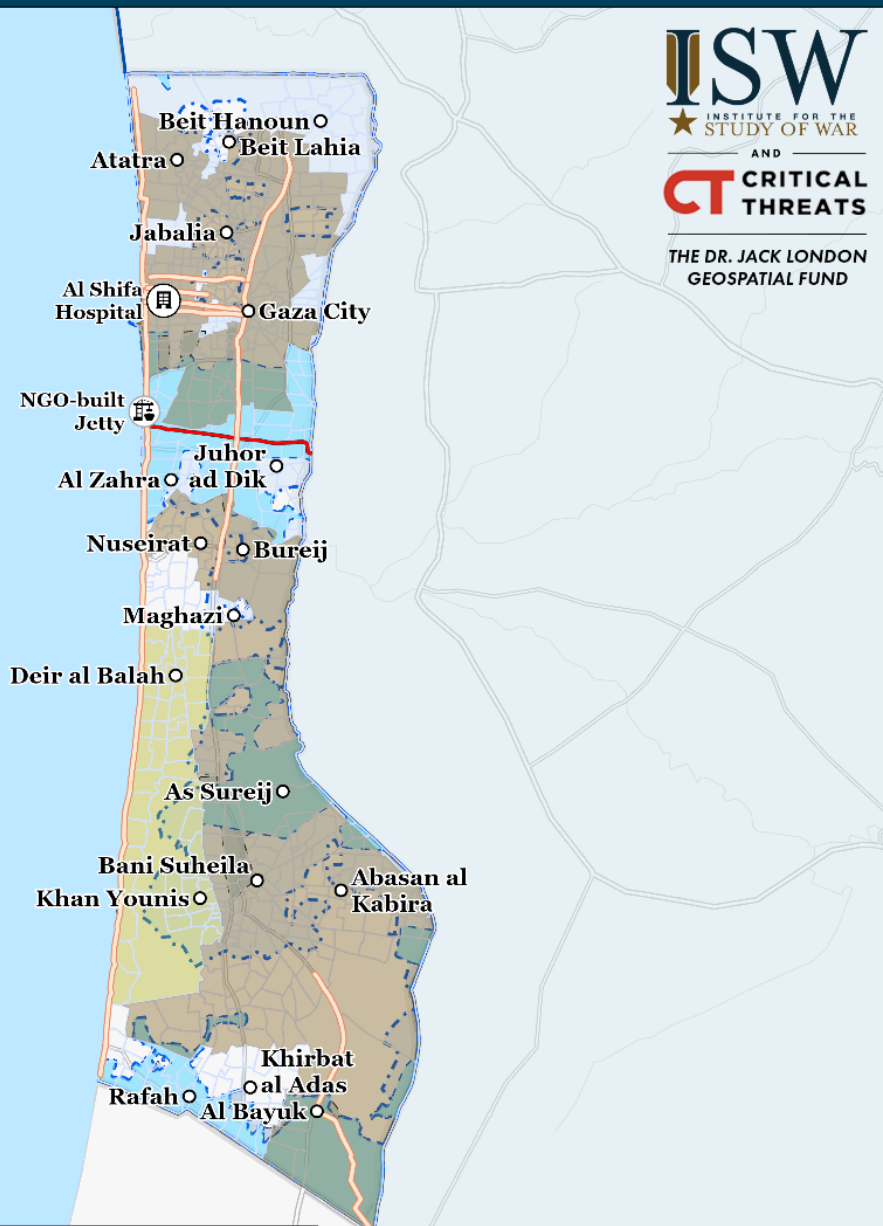 ISW
INSTITUTE FOR THE
STUDY OF WAR
AND
CT CRITICAL
THREATS
THE DR. JACK LONDON
GEOSPATIAL FUND
Beit Hanoun
Beit Lahia
Atatra
Jabalia
Al Shifa
Hospital
Gaza City
NGO-built
Jetty
Juhor
ad Dik
Al Zahra
Nuseirat
Bureij
Maghazi
Deir al Balah
As Sureij
Bani Suheila
Abasan al
Kabira
Khan Younis
Khirbat
al Adas
Rafah
Al Bayuk